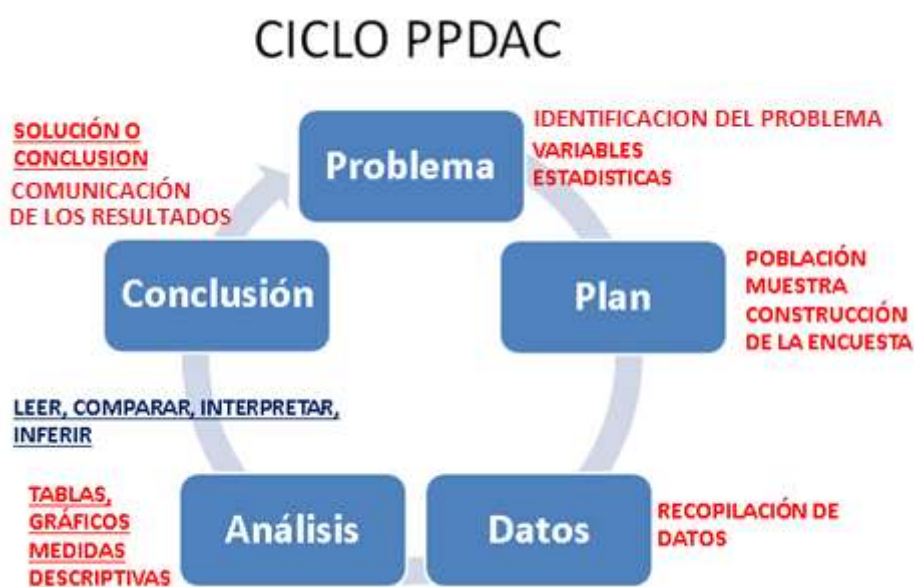 CICLO PPDAC
Problema
IDENTIFICACION DEL PROBLEMA
VARIABLES
ESTADISTICAS
Plan
POBLACIÓN
MUESTRA
CONSTRUCCIÓN
DE LA ENCUESTA
Datos
RECOPILACIÓN DE
DATOS
Análisis
TABLAS,
GRÁFICOS
MEDIDAS
DESCRIPTIVAS
LEER, COMPARAR, INTERPRETAR,
INFERIR
Conclusión
SOLUCIÓN O
CONCLUSION
COMUNICACIÓN
DE LOS RESULTADOS